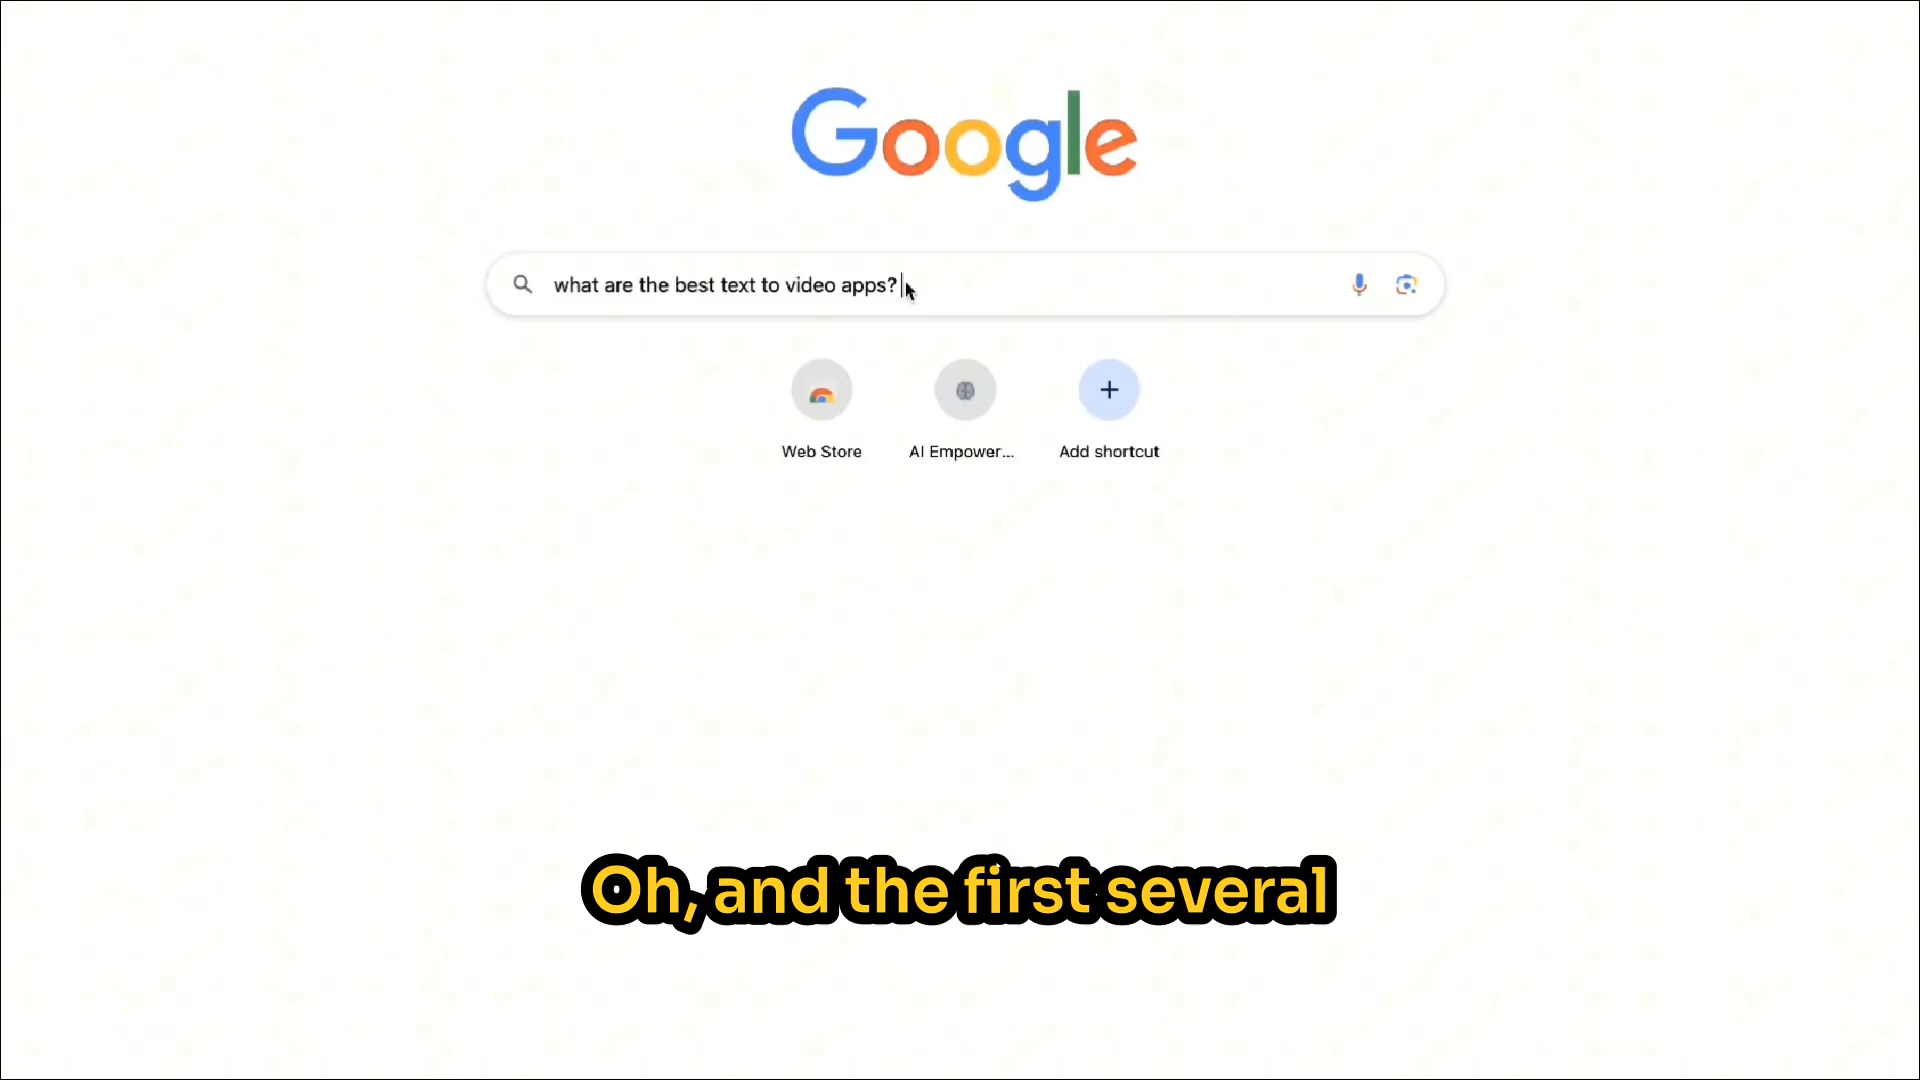 Google
what are the best text to video apps?
Web Store
AI Empower...
Add shortcut
Oh, and the first several